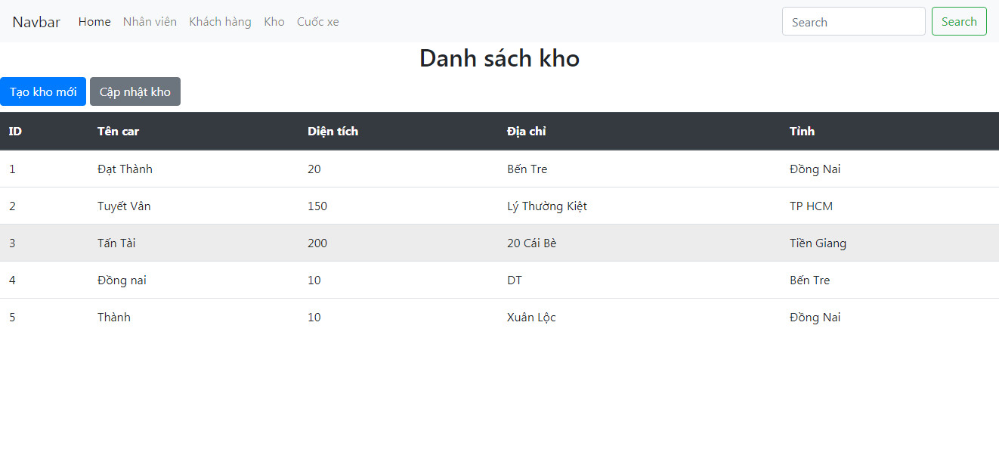 Navbar Home Nhân viên Khách hàng Kho Cuốc xe Search Search
Danh sách kho
Tạo kho mới Cập nhật kho
ID Tên car Diện tích Địa chỉ Tỉnh
1 Đạt Thành 20 Bến Tre Đồng Nai
2 Tuyết Vân 150 Lý Thường Kiệt TP HCM
3 Tấn Tài 200 20 Cái Bè Tiền Giang
4 Đồng nai 10 DT Bến Tre
5 Thành 10 Xuân Lộc Đồng Nai